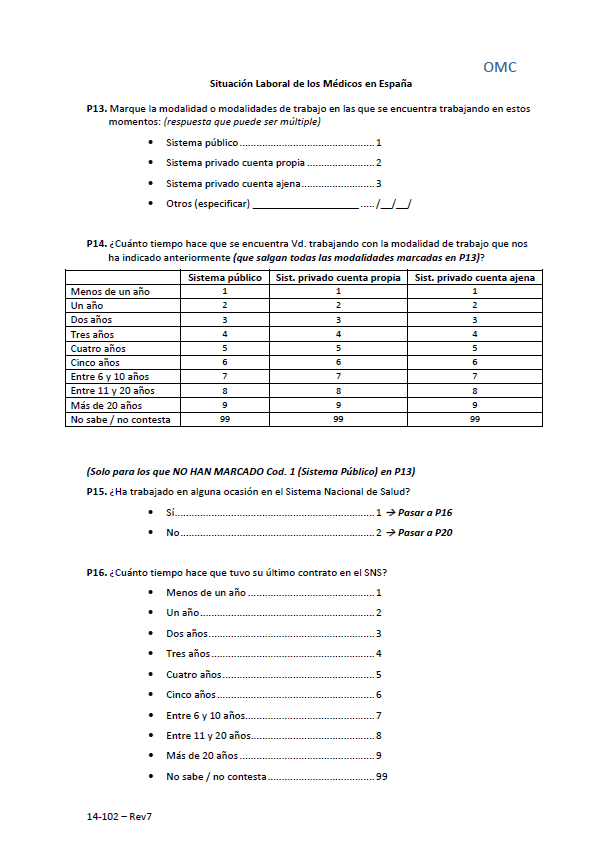 OMC
Situación Laboral de los Médicos en España
P13. Marque la modalidad o modalidades de trabajo en las que se encuentra trabajando en estos
momentos: (respuesta que puede ser múltiple)
• Sistema público ................................................ 1
• Sistema privado cuenta propia ........................ 2
• Sistema privado cuenta ajena.......................... 3
• Otros (especificar) ____________________ ..... /__/__/
P14. ¿Cuánto tiempo hace que se encuentra Vd. trabajando con la modalidad de trabajo que nos
ha indicado anteriormente (que salgan todas las modalidades marcadas en P13)?
Sistema público Sist. privado cuenta propia Sist. privado cuenta ajena
Menos de un año 1 1 1
Un año 2 2 2
Dos años 3 3 3
Tres años 4 4 4
Cuatro años 5 5 5
Cinco años 6 6 6
Entre 6 y 10 años 7 7 7
Entre 11 y 20 años 8 8 8
Más de 20 años 9 9 9
No sabe / no contesta 99 99 99
(Solo para los que NO HAN MARCADO Cod. 1 (Sistema Público) en P13)
P15. ¿Ha trabajado en alguna ocasión en el Sistema Nacional de Salud?
• Sí....................................................................... 1 → Pasar a P16
• No..................................................................... 2 → Pasar a P20
P16. ¿Cuánto tiempo hace que tuvo su último contrato en el SNS?
• Menos de un año ............................................. 1
• Un año.............................................................. 2
• Dos años........................................................... 3
• Tres años .......................................................... 4
• Cuatro años...................................................... 5
• Cinco años ........................................................ 6
• Entre 6 y 10 años.............................................. 7
• Entre 11 y 20 años............................................ 8
• Más de 20 años ................................................ 9
• No sabe / no contesta ...................................... 99
14-102 – Rev7